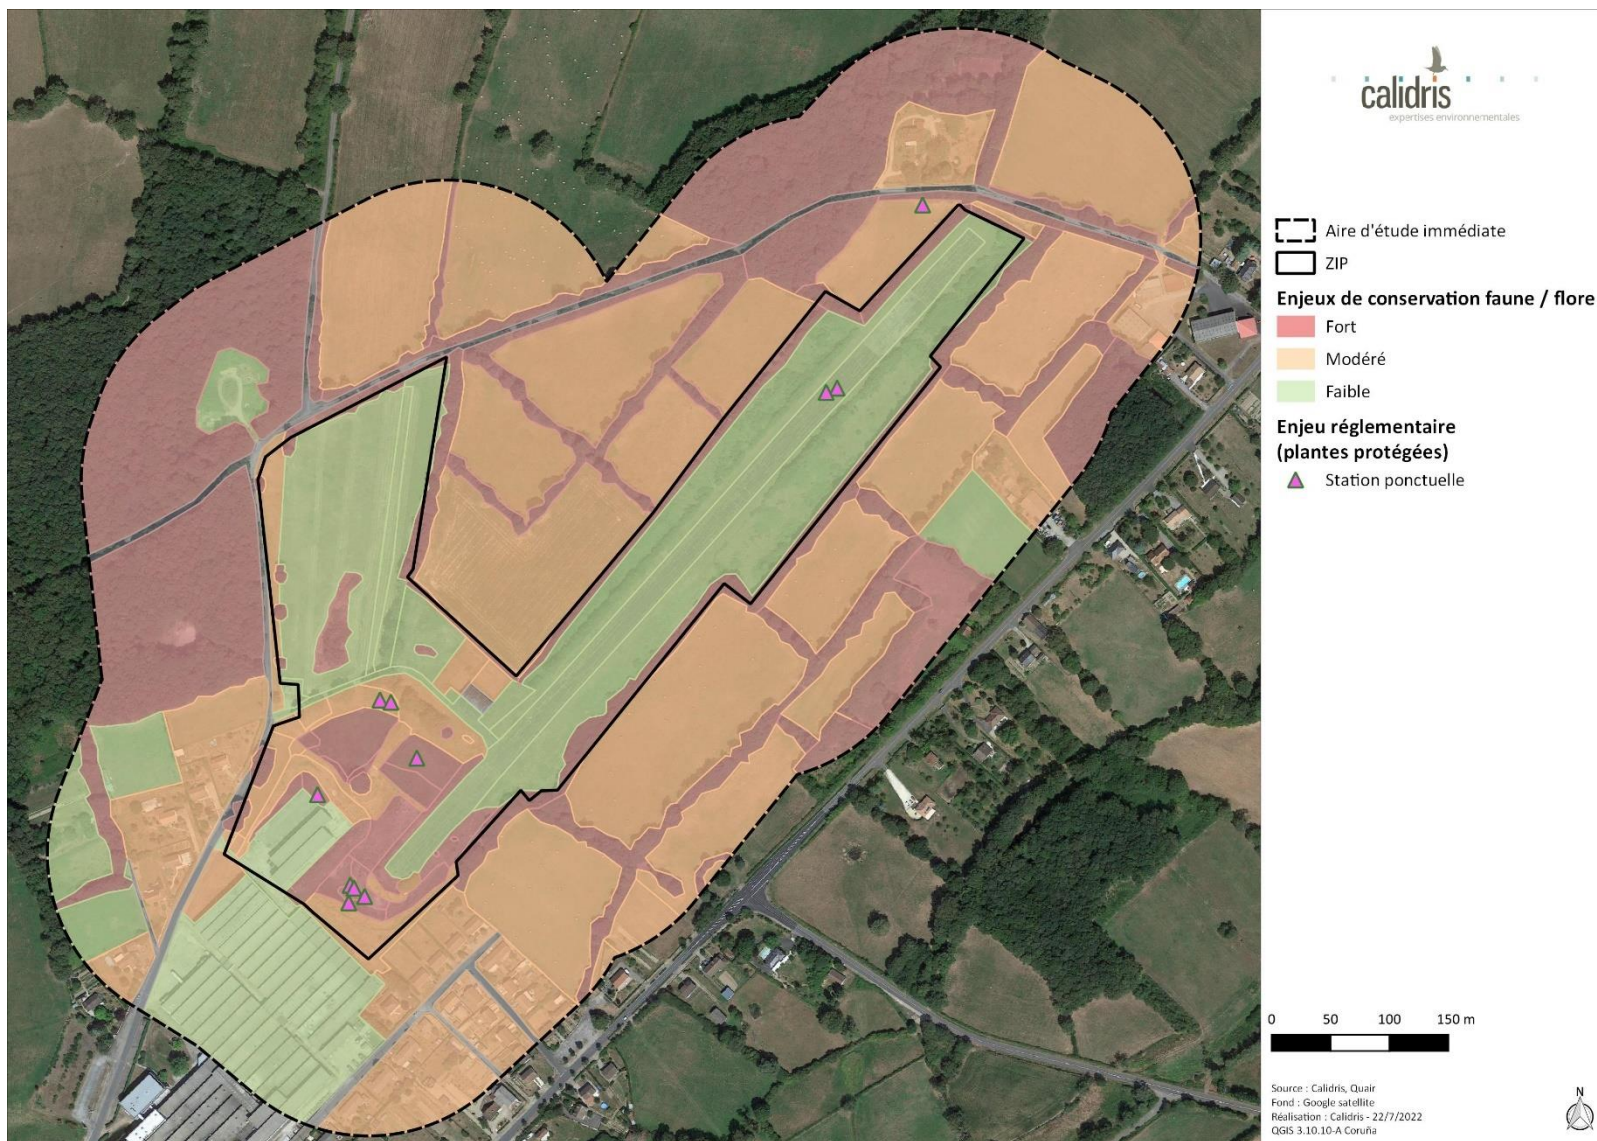 calidris
expertises environnementales
Aire d'étude immédiate
ZIP
Enjeux de conservation faune / flore
Fort
Modéré
Faible
Enjeu réglementaire
(plantes protégées)
Station ponctuelle
0 50 100 150 m
Source : Calidris, Quair
Fond : Google satellite
Réalisation : Calidris - 22/7/2022
QGIS 3.10.10-A Coruña
N